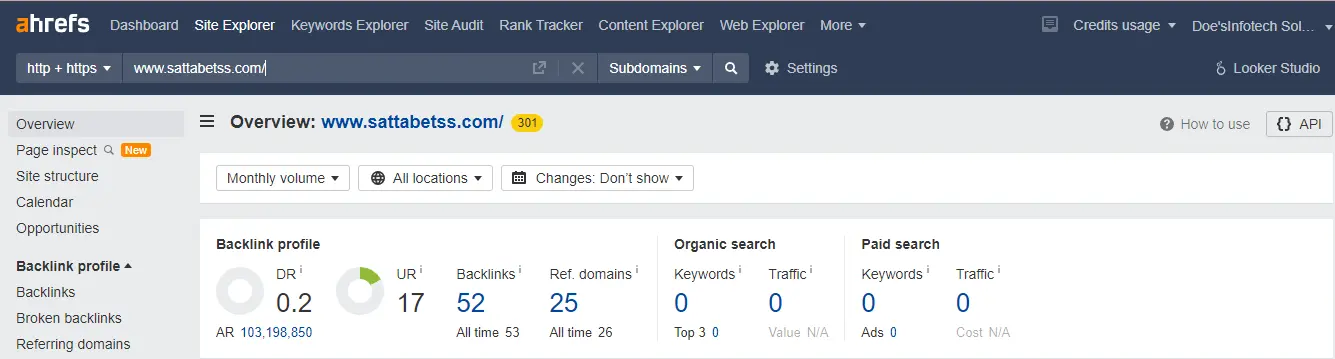 ahrefs Dashboard Site Explorer Keywords Explorer Site Audit Rank Tracker Content Explorer Web Explorer More Credits usage Doe'sInfotech Sol...
http + https www.sattabetss.com/ Subdomains Settings Looker Studio
Overview
Page inspect New
Site structure
Calendar
Opportunities
Backlink profile
Backlinks
Broken backlinks
Referring domains
Overview: www.sattabetss.com/ 301 How to use {} API
Monthly volume All locations Changes: Don't show
Backlink profile
DR i UR i Backlinks i Ref. domains i
0.2 17 52 25
AR 103,198,850 All time 53 All time 26
Organic search
Keywords i Traffic i
0 0
Top 3 0 Value N/A
Paid search
Keywords i Traffic i
0 0
Ads 0 Cost N/A